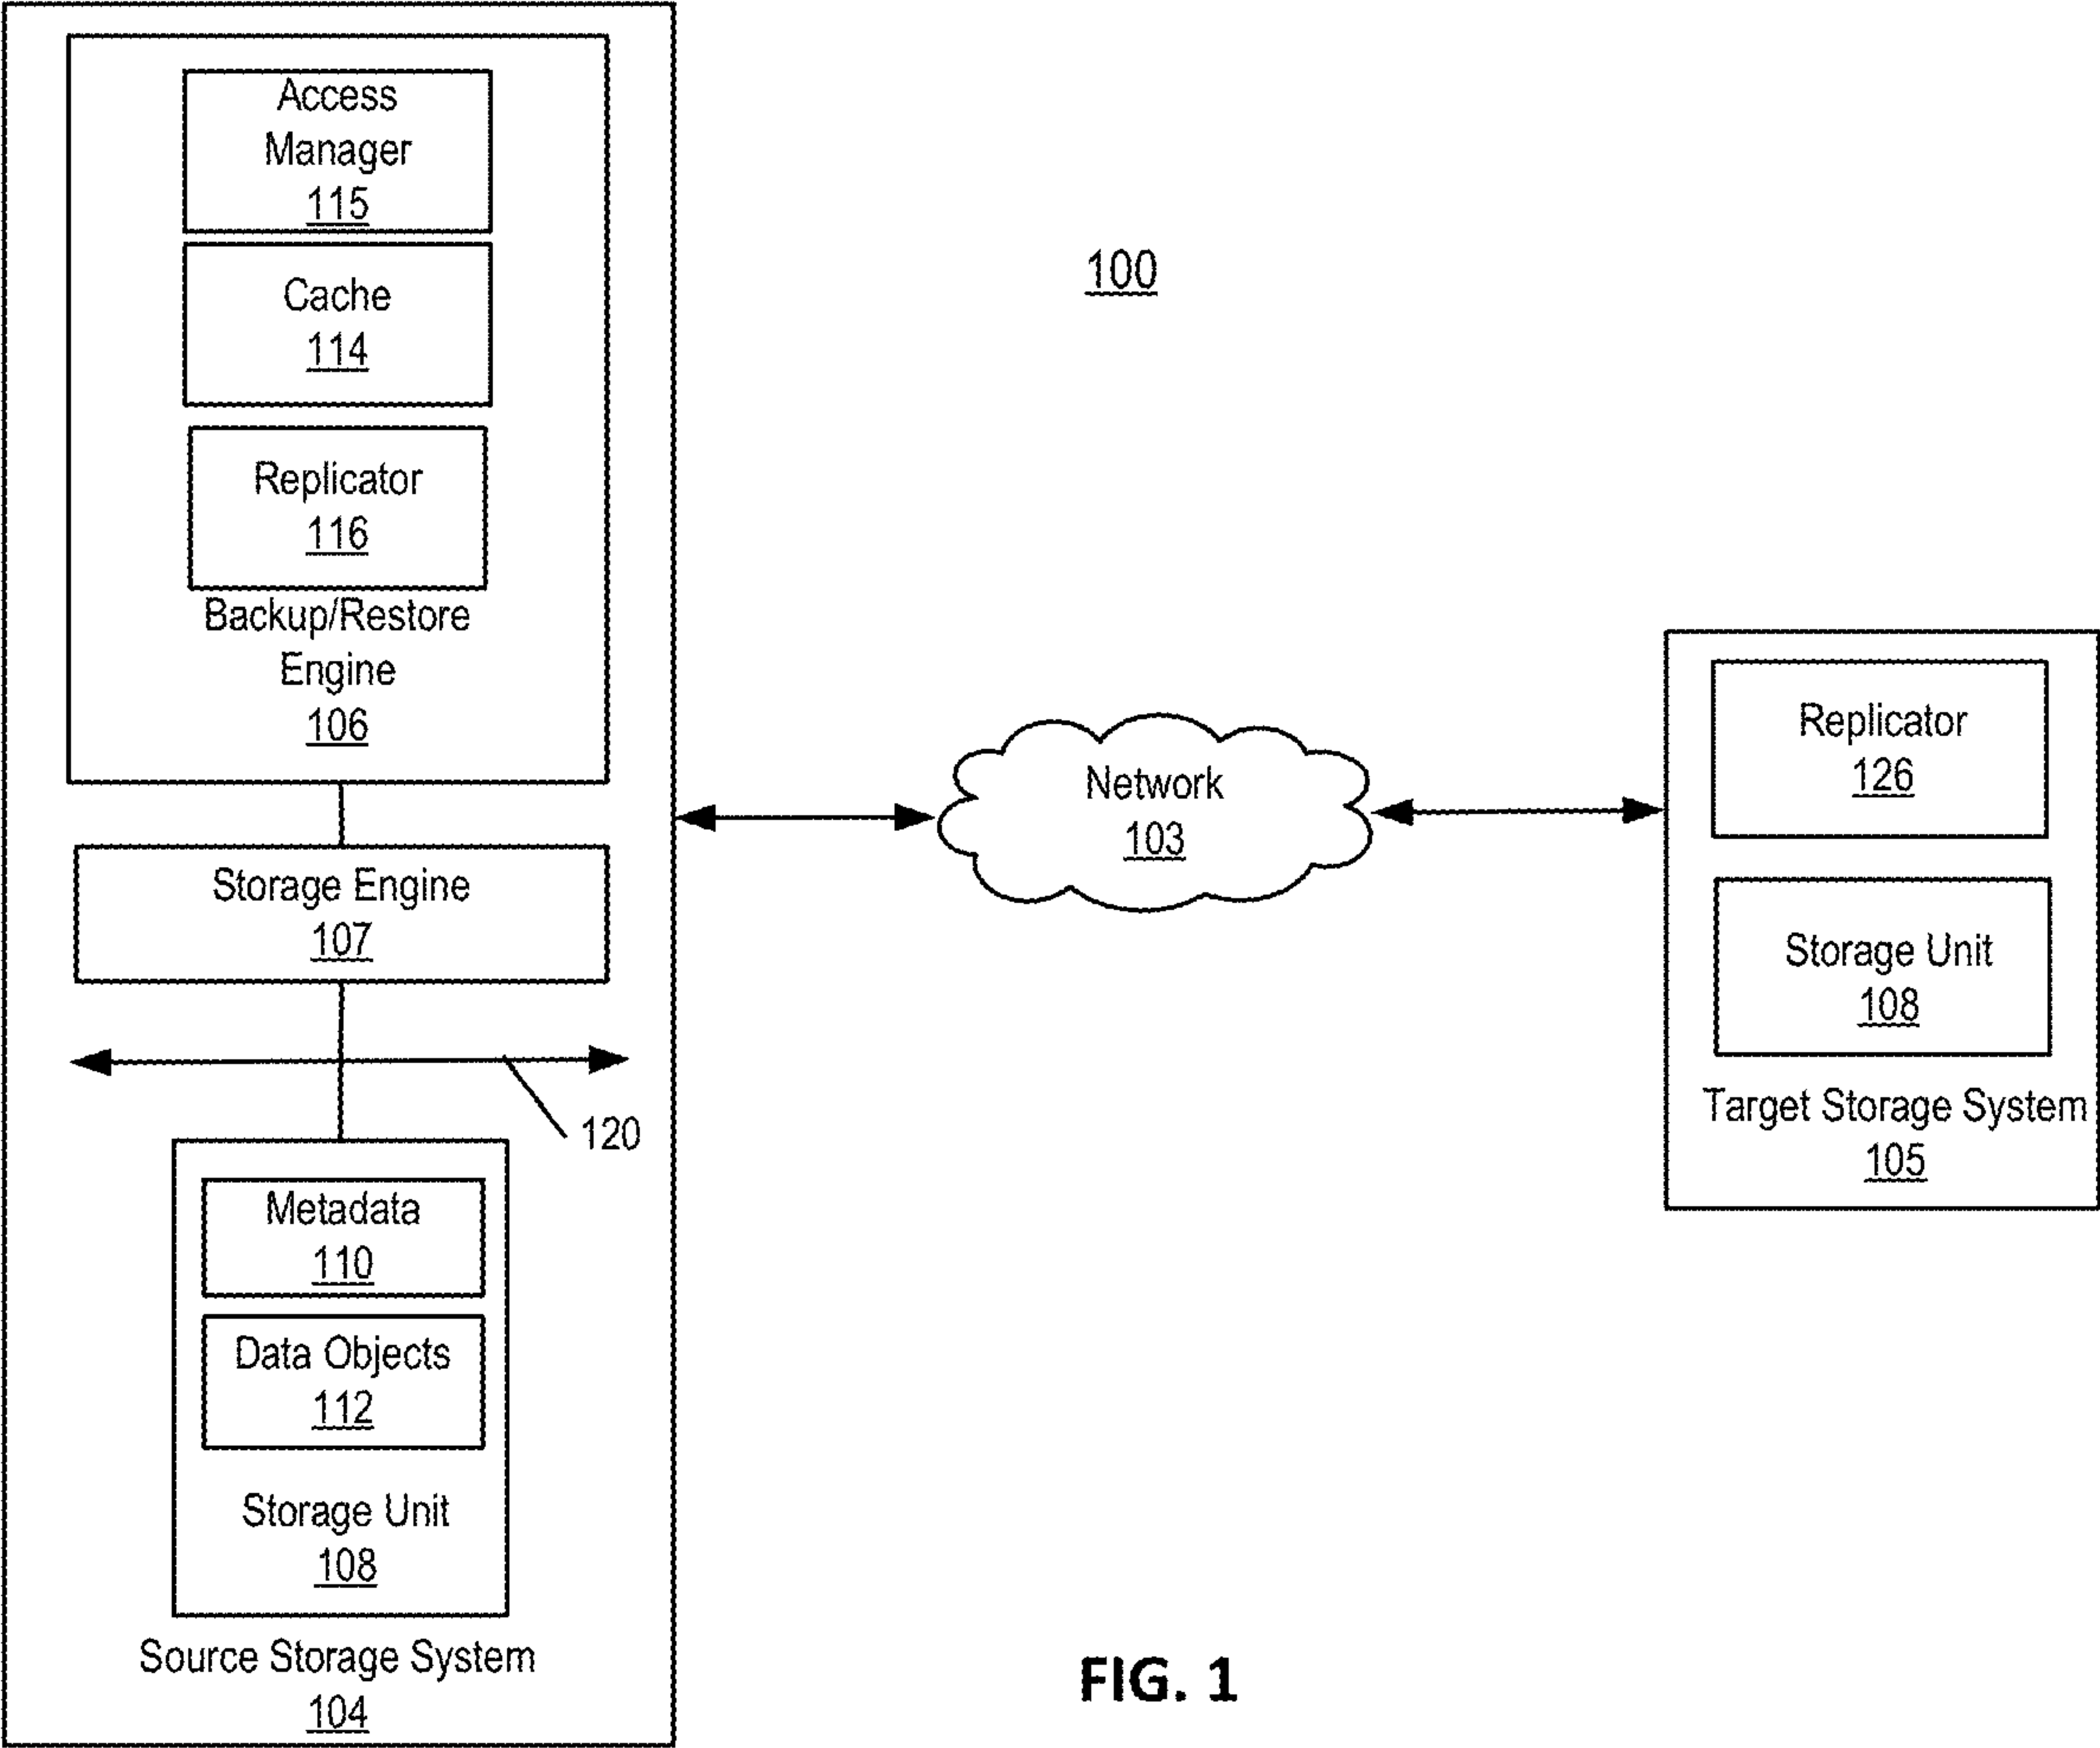 Access
Manager
115
Cache
114
Replicator
116
Backup/Restore
Engine
106
Storage Engine
107
120
Metadata
110
Data Objects
112
Storage Unit
108
Source Storage System
104
100
Network
103
Replicator
126
Storage Unit
108
Target Storage System
105
FIG. 1